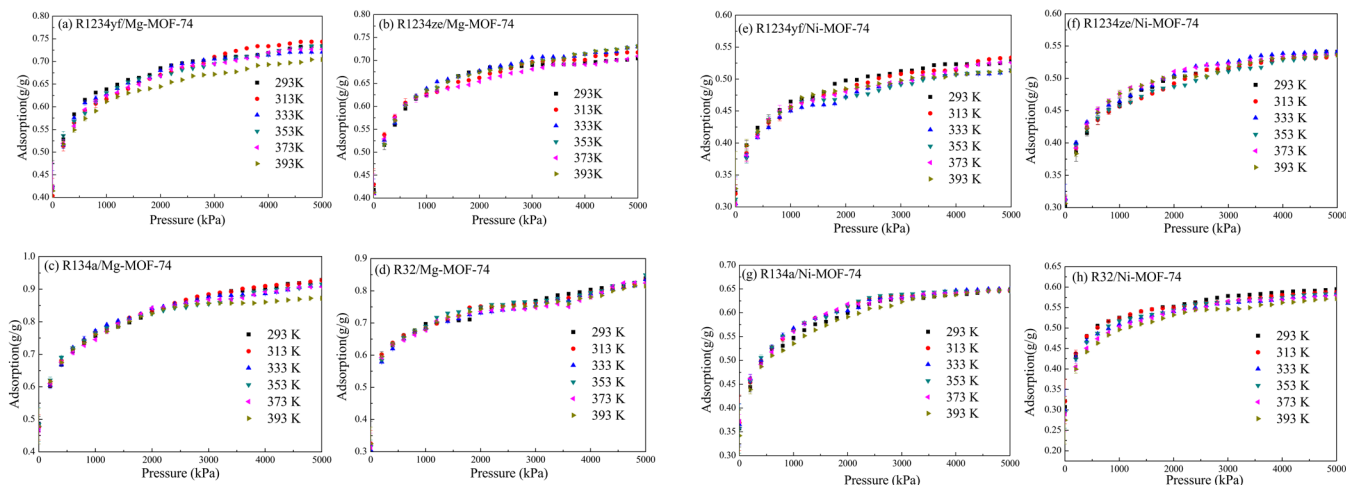 (a) R1234yf/Mg-MOF-74
Adsorption(g/g)
0.80
0.75
0.70
0.65
0.60
0.55
0.50
0.45
0.40
293K
313K
333K
353K
373K
393K
0 1000 2000 3000 4000 5000
Pressure (kPa)
(b) R1234ze/Mg-MOF-74
Adsorption(g/g)
0.80
0.75
0.70
0.65
0.60
0.55
0.50
0.45
0.40
293K
313K
333K
353K
373K
393K
0 1000 2000 3000 4000 5000
Pressure (kPa)
(e) R1234yf/Ni-MOF-74
Adsorption(g/g)
0.60
0.55
0.50
0.45
0.40
0.35
0.30
293 K
313 K
333 K
353 K
373 K
393 K
0 1000 2000 3000 4000 5000
Pressure (kPa)
(f) R1234ze/Ni-MOF-74
Adsorption(g/g)
0.60
0.55
0.50
0.45
0.40
0.35
0.30
293 K
313 K
333 K
353 K
373 K
393 K
0 1000 2000 3000 4000 5000
Pressure (kPa)
(c) R134a/Mg-MOF-74
Adsorption(g/g)
1.0
0.9
0.8
0.7
0.6
0.5
0.4
293 K
313 K
333 K
353 K
373 K
393 K
0 1000 2000 3000 4000 5000
Pressure (kPa)
(d) R32/Mg-MOF-74
Adsorption(g/g)
0.9
0.8
0.7
0.6
0.5
0.4
0.3
293 K
313 K
333 K
353 K
373 K
393 K
0 1000 2000 3000 4000 5000
Pressure (kPa)
(g) R134a/Ni-MOF-74
Adsorption(g/g)
0.70
0.65
0.60
0.55
0.50
0.45
0.40
0.35
0.30
293 K
313 K
333 K
353 K
373 K
393 K
0 1000 2000 3000 4000 5000
Pressure (kPa)
(h) R32/Ni-MOF-74
Adsorption(g/g)
0.65
0.60
0.55
0.50
0.45
0.40
0.35
0.30
0.25
0.20
293 K
313 K
333 K
353 K
373 K
393 K
0 1000 2000 3000 4000 5000
Pressure (kPa)